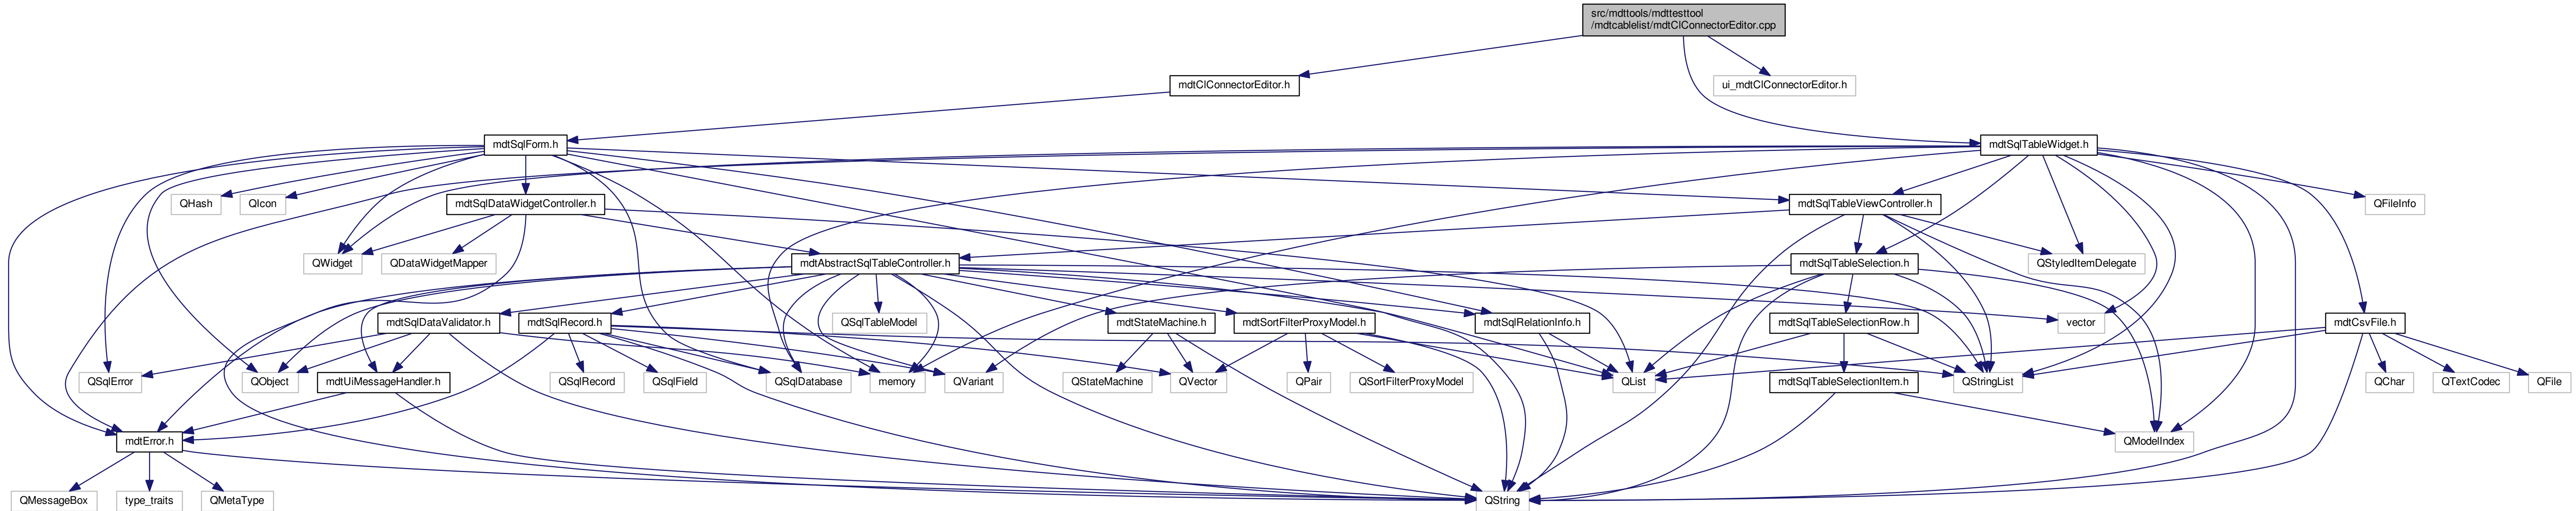 src/mdttools/mdttesttool
/mdtcablelist/mdtClConnectorEditor.cpp
mdtClConnectorEditor.h
ui_mdtClConnectorEditor.h
mdtSqlForm.h
mdtSqlTableWidget.h
QHash
QIcon
mdtSqlDataWidgetController.h
mdtSqlTableViewController.h
QFileInfo
QWidget
QDataWidgetMapper
mdtAbstractSqlTableController.h
mdtSqlTableSelection.h
QStyledItemDelegate
mdtSqlDataValidator.h
mdtSqlRecord.h
QSqlTableModel
mdtStateMachine.h
mdtSortFilterProxyModel.h
mdtSqlRelationInfo.h
mdtSqlTableSelectionRow.h
vector
mdtCsvFile.h
QSqlError
QObject
mdtUiMessageHandler.h
QSqlRecord
QSqlField
QSqlDatabase
memory
QVariant
QStateMachine
QVector
QPair
QSortFilterProxyModel
QList
mdtSqlTableSelectionItem.h
QStringList
QChar
QTextCodec
QFile
mdtError.h
QModelIndex
QMessageBox
type_traits
QMetaType
QString